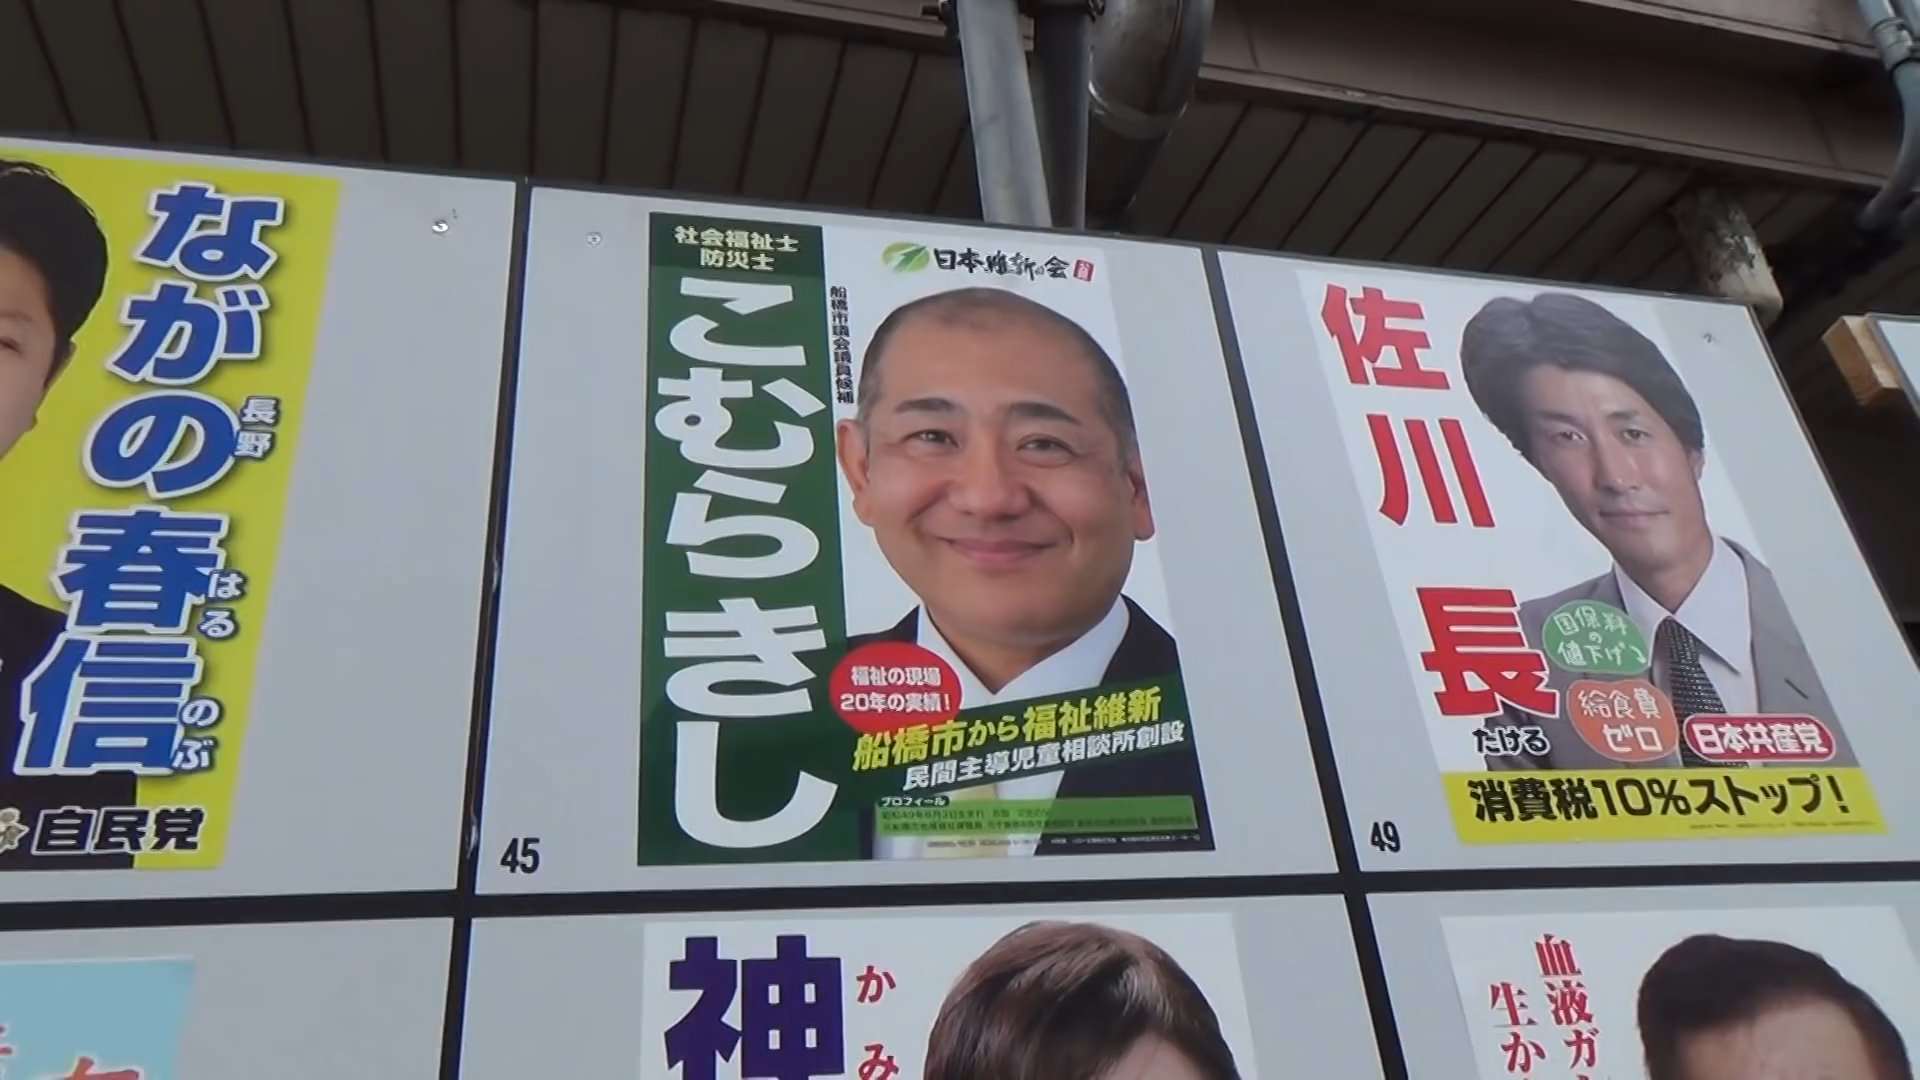 ながの春信
長野
はるのぶ
自民党
社会福祉士
防災士
こむらきし
日本維新の会
公認
船橋市議会議員候補
福祉の現場
20年の実績!
船橋市から福祉維新
民間主導児童相談所創設
プロフィール
45
佐川長
たける
国保料
の
値下げ
給食費
ゼロ
日本共産党
消費税10%ストップ!
49
神
かみ
血液ガ
生か